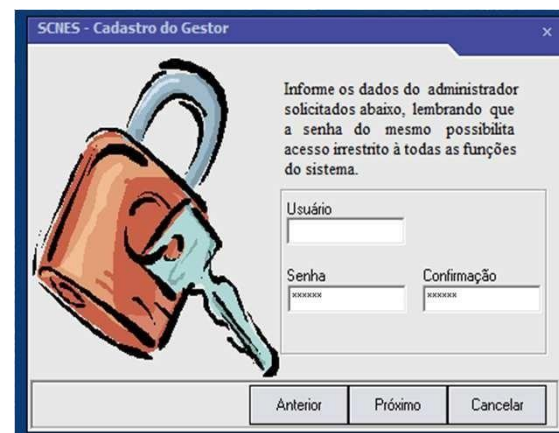 SCNES - Cadastro do Gestor
x
Informe os dados do administrador
solicitados abaixo, lembrando que
a senha do mesmo possibilita
acesso irrestrito à todas as funções
do sistema.
Usuário
Senha Confirmação
xxxxxx xxxxxx
Anterior Próximo Cancelar